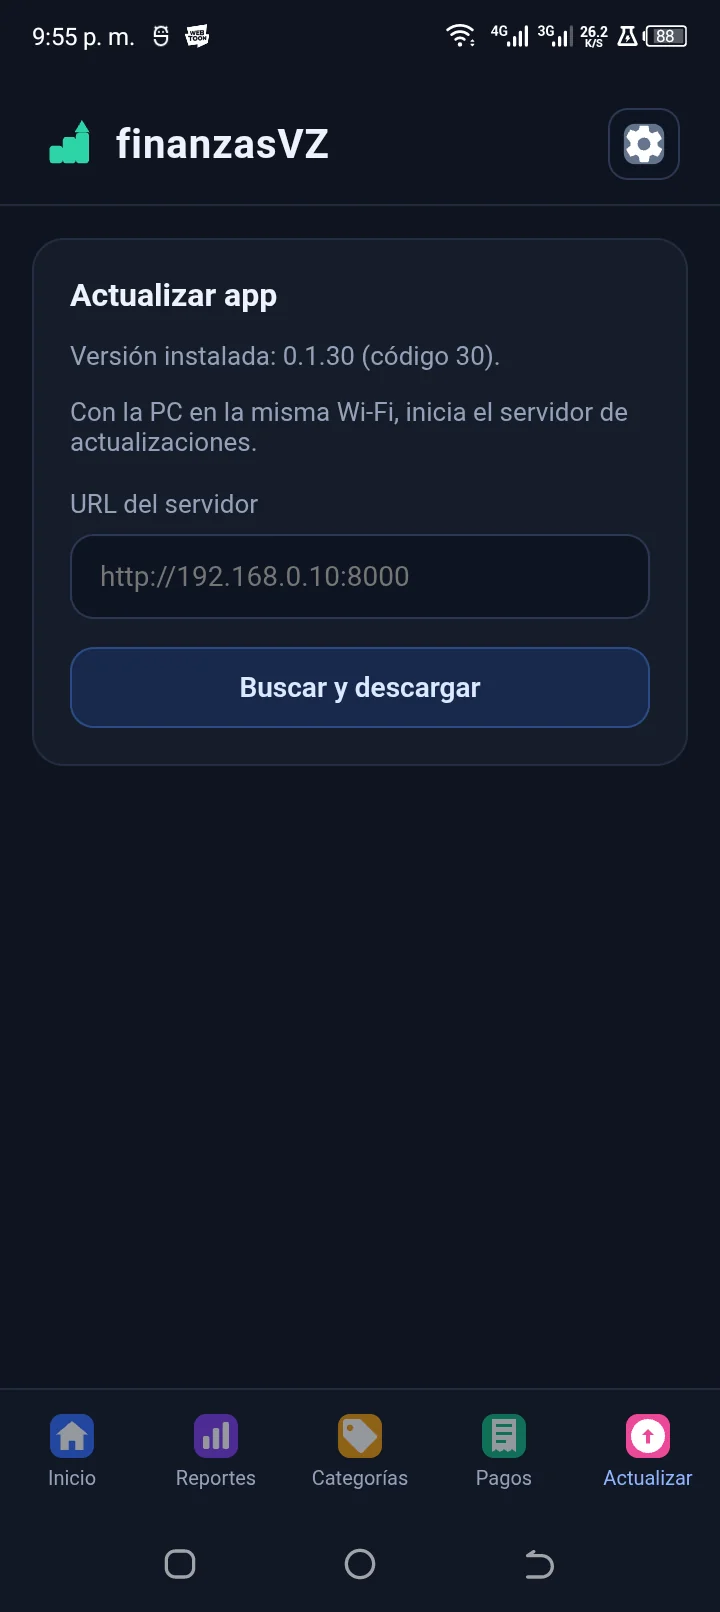 9:55 p. m.
WEB
TOON
4G
3G
26.2
K/S
88
finanzasVZ
Actualizar app
Versión instalada: 0.1.30 (código 30).
Con la PC en la misma Wi-Fi, inicia el servidor de
actualizaciones.
URL del servidor
http://192.168.0.10:8000
Buscar y descargar
Inicio
Reportes
Categorías
Pagos
Actualizar